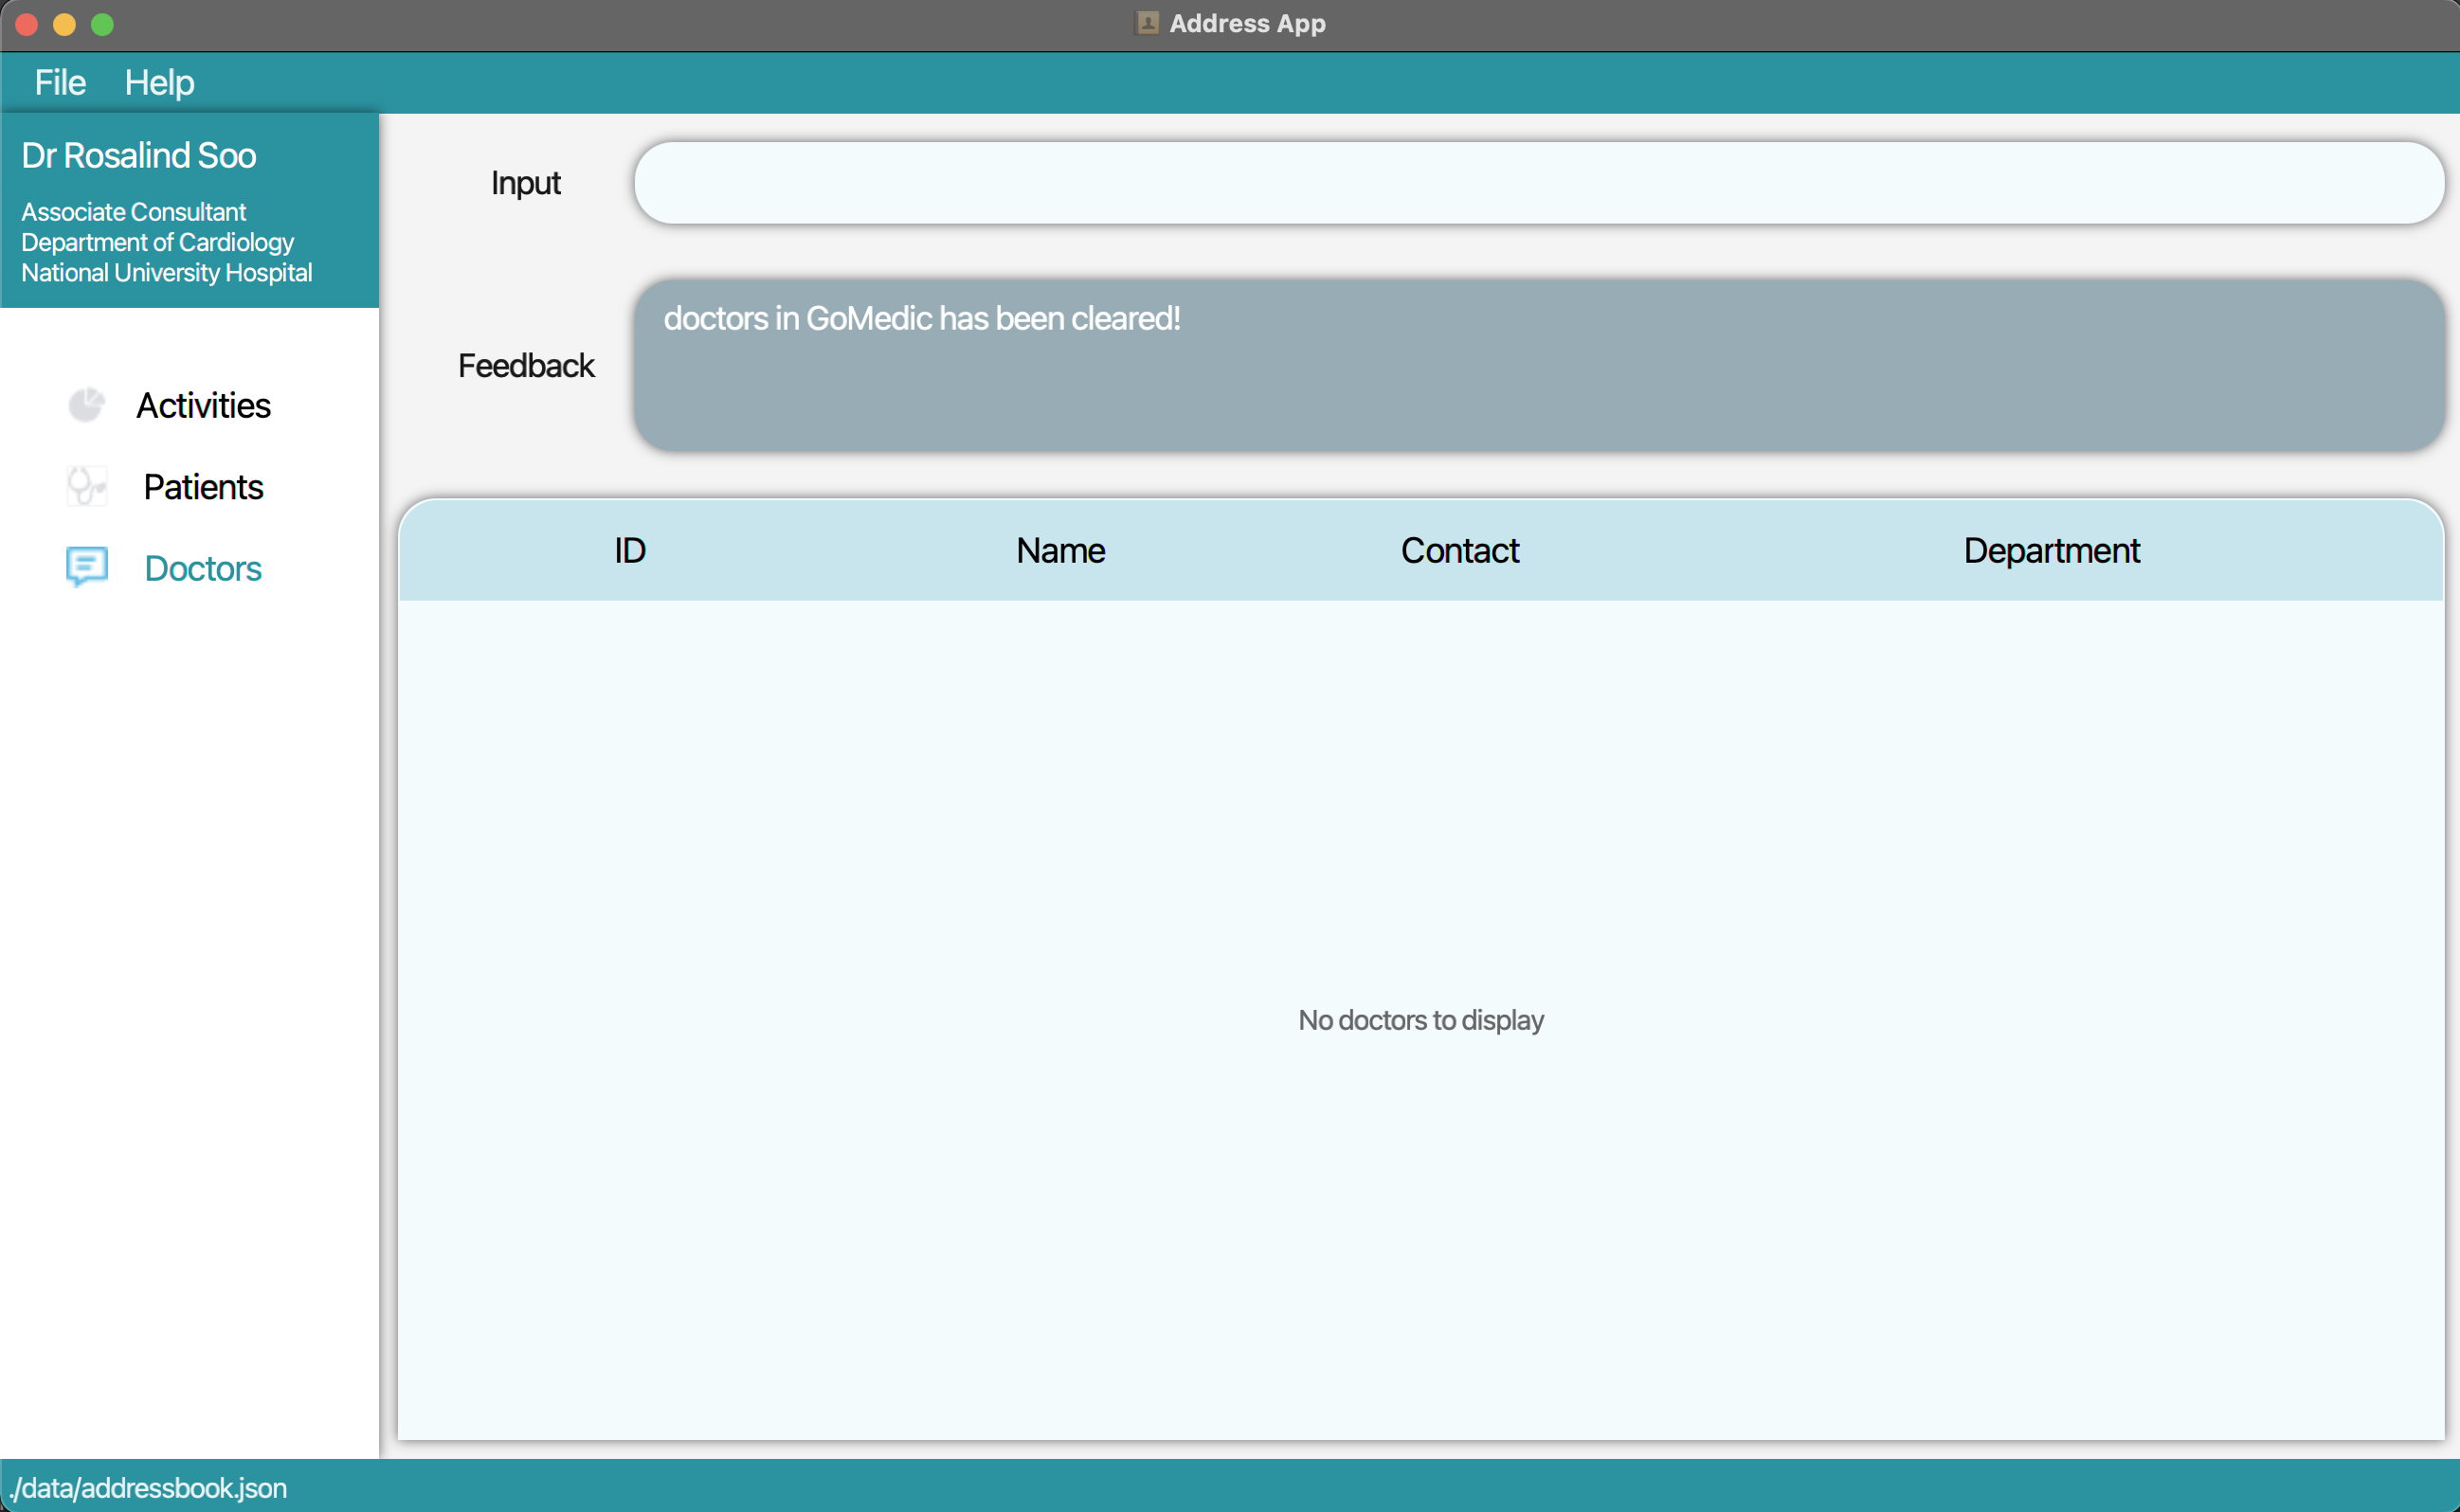 Address App
File Help
Dr Rosalind Soo
Associate Consultant
Department of Cardiology
National University Hospital
Activities
Patients
Doctors
Input
Feedback
doctors in GoMedic has been cleared!
ID Name Contact Department
No doctors to display
./data/addressbook.json